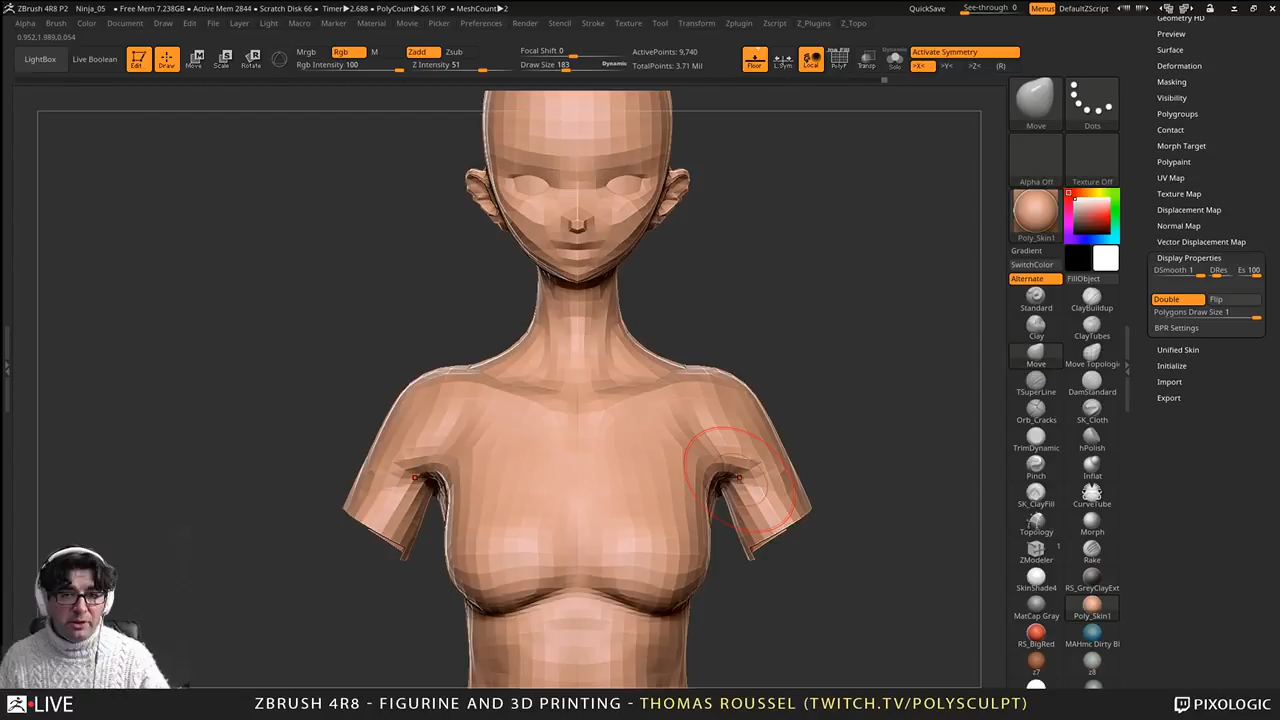 ZBrush 4R8 P2 Ninja_05 • Free Mem 7.238GB • Active Mem 2844 • Scratch Disk 66 • Timer▶2.688 • PolyCount▶26.1 KP • MeshCount▶2 QuickSave See-through 0 Menus DefaultZScript
Alpha Brush Color Document Draw Edit File Layer Light Macro Marker Material Movie Picker Preferences Render Stencil Stroke Texture Tool Transform Zplugin Zscript Z_Plugins Z_Topo
0.952,1.989,0.054
LightBox Live Boolean Edit Draw Move Scale Rotate
Mrgb Rgb M Zadd Zsub Focal Shift 0 ActivePoints: 9,740
Rgb Intensity 100 Z Intensity 51 Draw Size 183 Dynamic TotalPoints: 3.71 Mil
Floor L.Sym Local PolyF Transp Dynamic Solo Activate Symmetry
>X< >Y< >Z< (R)
Move Dots
Alpha Off Texture Off
Poly_Skin1
Gradient
SwitchColor
Alternate FillObject
Standard ClayBuildup
Clay ClayTubes
Move Move Topologic
TSuperLine DamStandard
Orb_Cracks SK_Cloth
TrimDynamic hPolish
Pinch Inflat
SK_ClayFill CurveTube
Topology Morph
ZModeler 1 Rake
SkinShade4 RS_GreyClayExt
MatCap Gray Poly_Skin1
RS_BigRed MAHmc Dirty Bl
z7 z8
Geometry HD
Preview
Surface
Deformation
Masking
Visibility
Polygroups
Contact
Morph Target
Polypaint
UV Map
Texture Map
Displacement Map
Normal Map
Vector Displacement Map
Display Properties
DSmooth 1 DRes Es 100
Double Flip
Polygons Draw Size 1
BPR Settings
Unified Skin
Initialize
Import
Export
LIVE ZBRUSH 4R8 - FIGURINE AND 3D PRINTING - THOMAS ROUSSEL (TWITCH.TV/POLYSCULPT) PIXOLOGIC